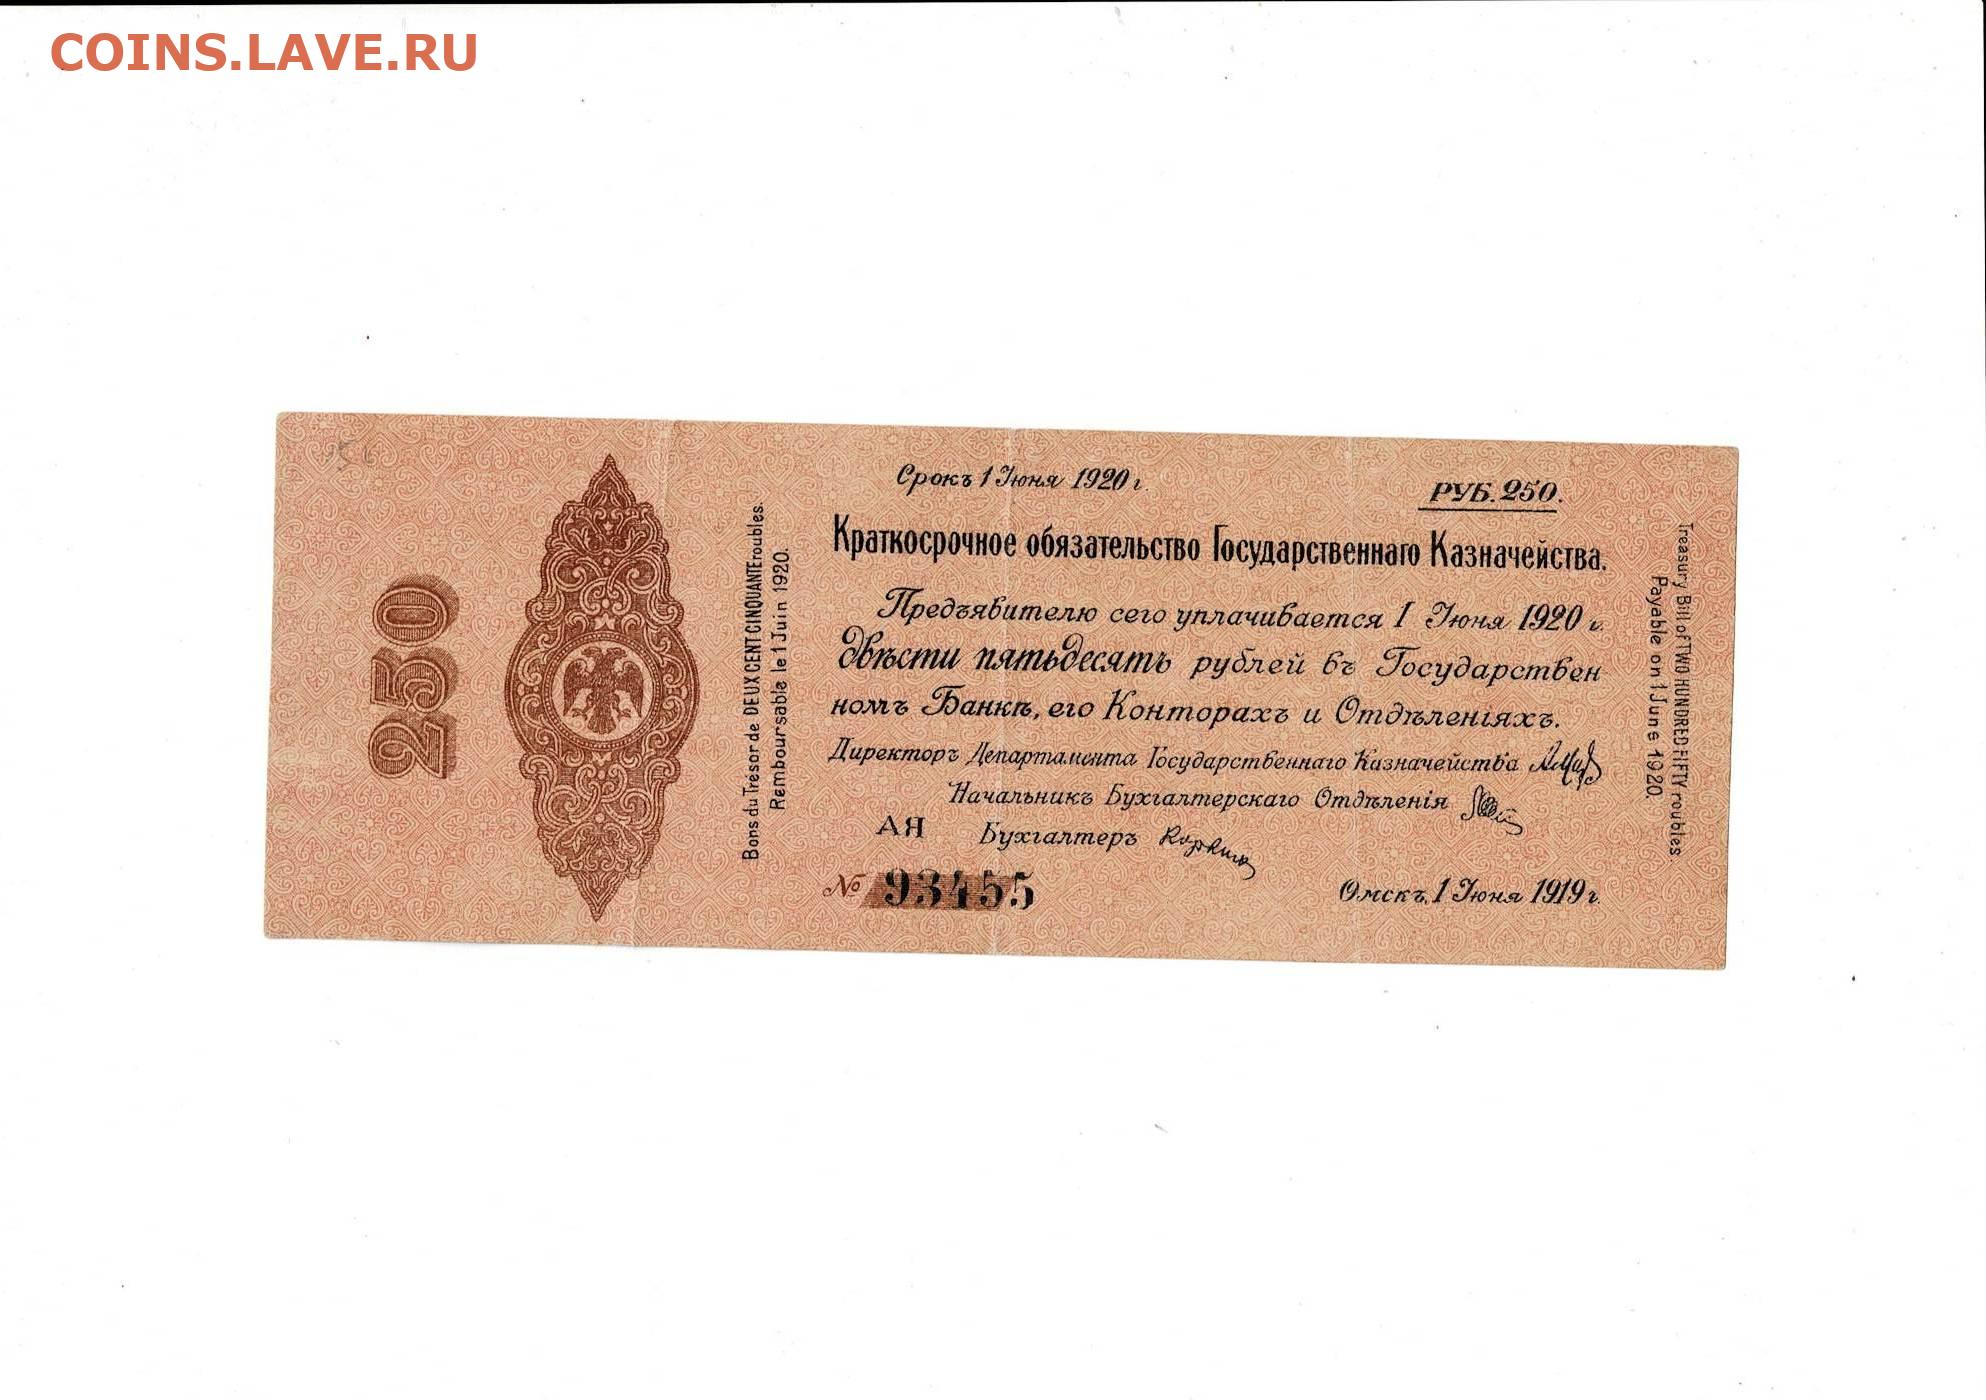 COINS.LAVE.RU
250
Bons du Trésor de DEUX CENT CINQUANTE roubles.
Remboursable le 1 Juin 1920.
Срокъ 1 Июня 1920 г.
РУБ. 250.
Краткосрочное обязательство Государственнаго Казначейства.
Предъявителю сего уплачивается 1 Июня 1920 г.
Двѣсти пятьдесятъ рублей въ Государствен
номъ Банкѣ, его Конторахъ и Отдѣленіяхъ.
Директоръ Департамента Государственнаго Казначейства
Начальникъ Бухгалтерскаго Отдѣленія
АЯ Бухгалтеръ
№ 93455
Омскъ, 1 Июня 1919 г.
Treasury Bill of TWO HUNDRED FIFTY roubles
Payable on 1 June 1920.